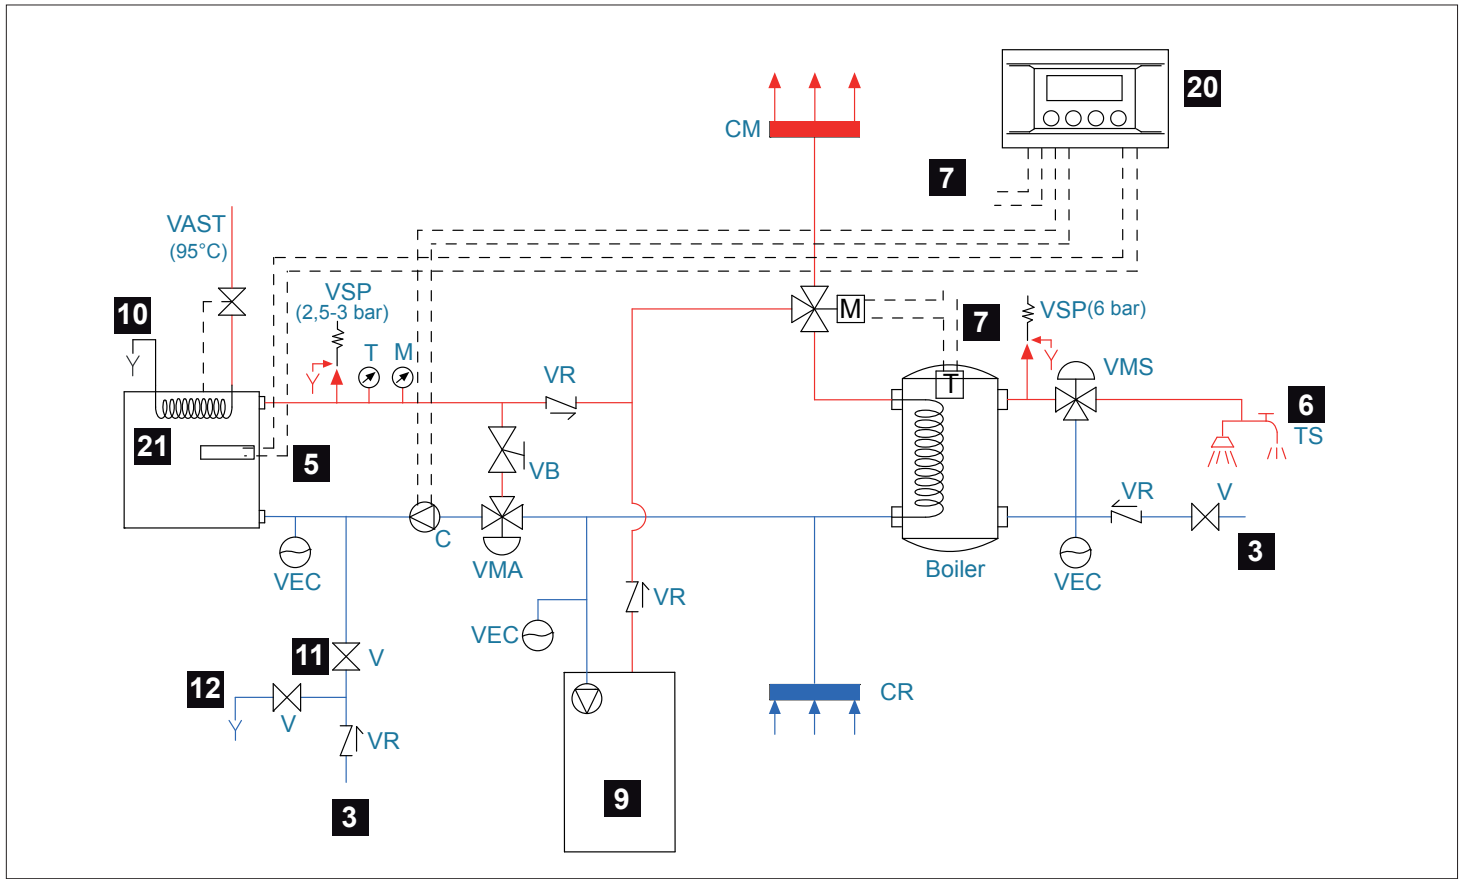 20
CM
7
VAST
(95°C)
VSP
(2,5-3 bar)
10
M
7
VSP (6 bar)
T M
VR
VMS
T
6
TS
21
5
VB
VR V
C
VMA
3
VEC
Boiler
VEC
VR
VEC
11 V
12
V
CR
VR
9
3